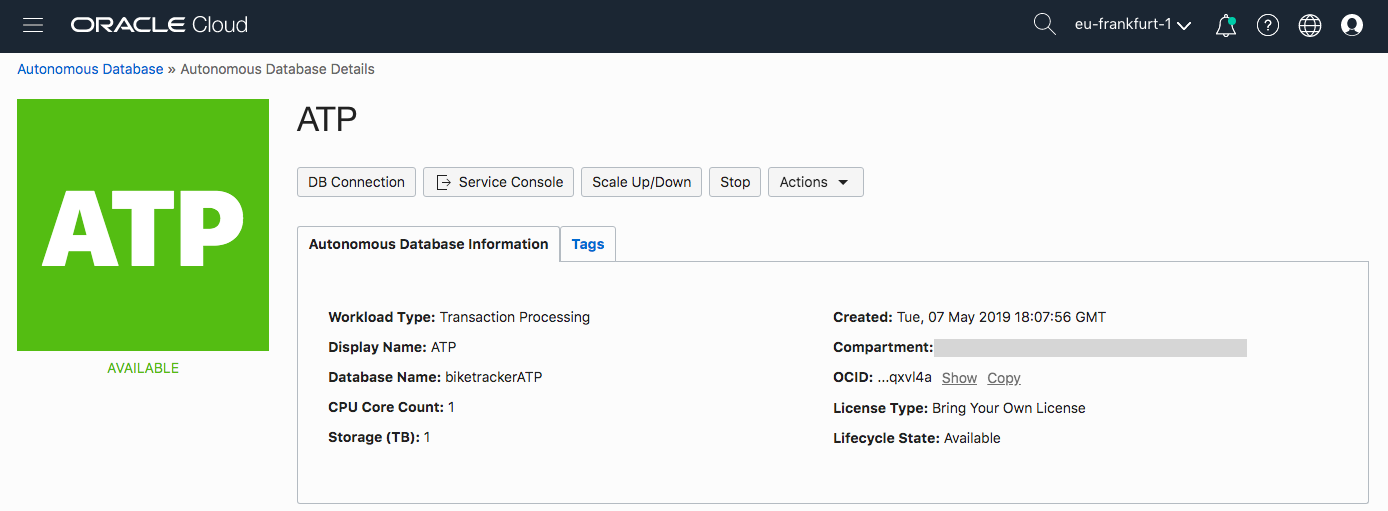 ORACLE Cloud
eu-frankfurt-1
Autonomous Database » Autonomous Database Details
ATP
AVAILABLE
ATP
DB Connection
Service Console
Scale Up/Down
Stop
Actions
Autonomous Database Information
Tags
Workload Type: Transaction Processing
Display Name: ATP
Database Name: biketrackerATP
CPU Core Count: 1
Storage (TB): 1
Created: Tue, 07 May 2019 18:07:56 GMT
Compartment:
OCID: ...qxvl4a Show Copy
License Type: Bring Your Own License
Lifecycle State: Available